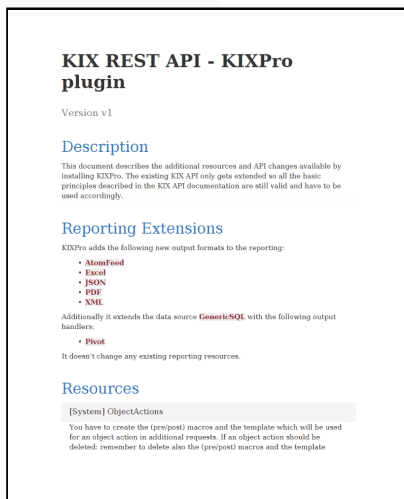 KIX REST API - KIXPro
plugin
Version v1
Description
This document describes the additional resources and API changes available by
installing KIXPro. The existing KIX API only gets extended so all the basic
principles described in the KIX API documentation are still valid and have to be
used accordingly.
Reporting Extensions
KIXPro adds the following new output formats to the reporting:
• AtomFeed
• Excel
• JSON
• PDF
• XML
Additionally it extends the data source GenericSQL with the following output
handlers:
• Pivot
It doesn't change any existing reporting resources.
Resources
[System] ObjectActions
You have to create the (pre/post) macros and the template which will be used
for an object action in additional requests. If an object action should be
deleted: remember to delete also the (pre/post) macros and the template